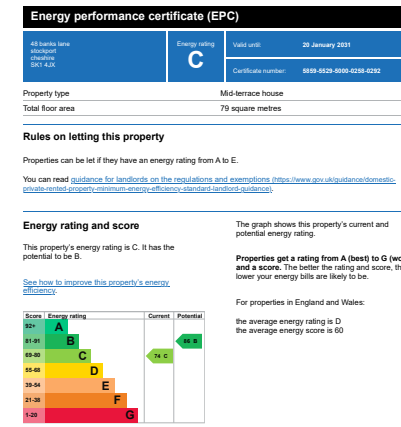 Energy performance certificate (EPC)
48 banks lane
stockport
cheshire
SK1 4JX
Energy rating
C
Valid until: 20 January 2031
Certificate number: 5859-5529-5000-0258-0292
Property type Mid-terrace house
Total floor area 79 square metres
Rules on letting this property
Properties can be let if they have an energy rating from A to E.
You can read guidance for landlords on the regulations and exemptions (https://www.gov.uk/guidance/domestic-
private-rented-property-minimum-energy-efficiency-standard-landlord-guidance).
Energy rating and score
This property's energy rating is C. It has the
potential to be B.
See how to improve this property's energy
efficiency.
Score Energy rating Current Potential
92+ A
81-91 B 86 B
69-80 C 74 C
55-68 D
39-54 E
21-38 F
1-20 G
The graph shows this property's current and
potential energy rating.
Properties get a rating from A (best) to G (wo
and a score. The better the rating and score, th
lower your energy bills are likely to be.
For properties in England and Wales:
the average energy rating is D
the average energy score is 60